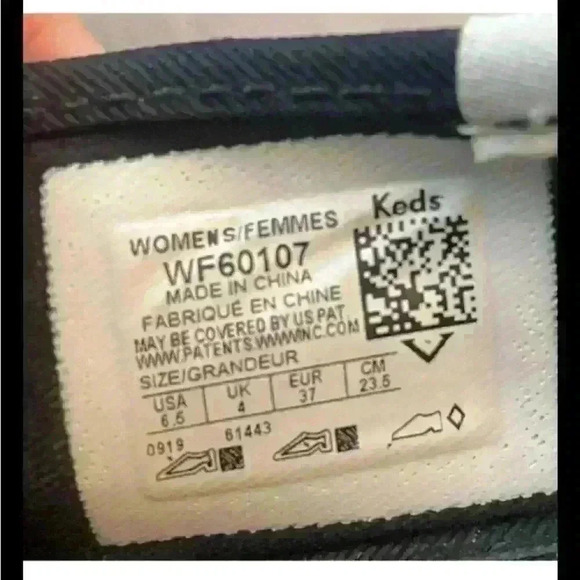 Keds
WOMENS/FEMMES
WF60107
MADE IN CHINA
FABRIQUÉ EN CHINE
MAY BE COVERED BY US PAT
WWW.PATENTS.WWWINC.COM
SIZE/GRANDEUR
USA UK EUR CM
6.5 4 37 23.5
0919 61443